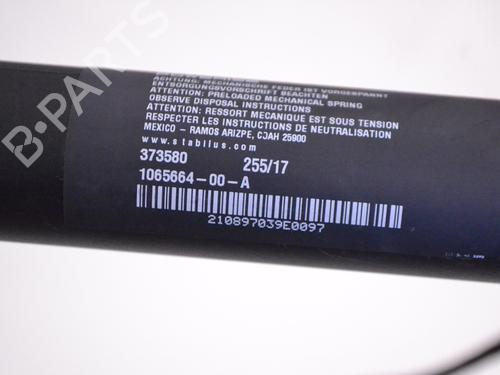 ACHTUNG: MECHANISCHE FEDER IST VORGESPANNT
ENTSORGUNGSVORSCHRIFT BEACHTEN
ATTENTION: PRELOADED MECHANICAL SPRING
OBSERVE DISPOSAL INSTRUCTIONS
ATTENTION: RESSORT MECANIQUE EST SOUS TENSION
RESPECTER LES INSTRUCTIONS DE NEUTRALISATION
MEXICO – RAMOS ARIZPE, CJAH 25900
www.stabilus.com
373580 255/17
1065664-00-A
210897039E0097
B-PARTS